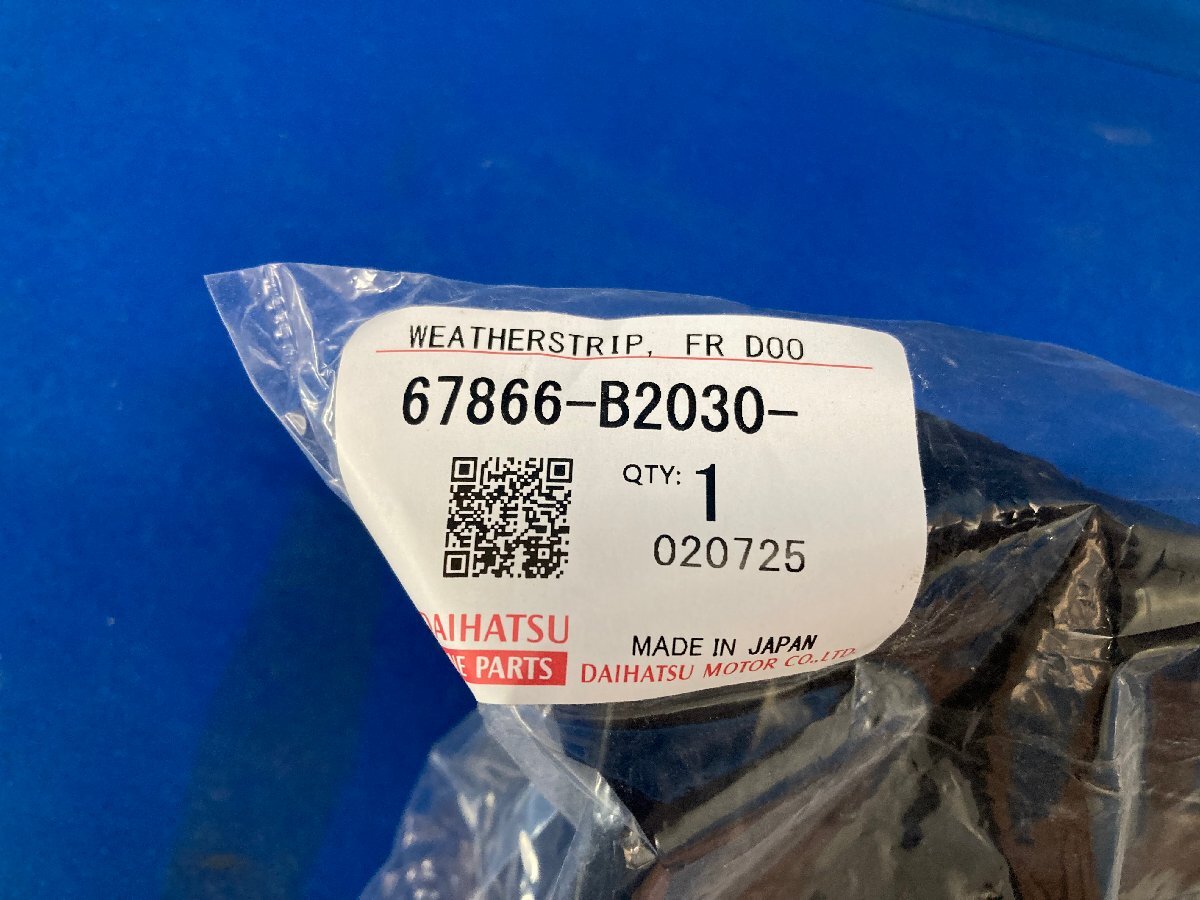 WEATHERSTRIP, FR DOO
67866-B2030-
QTY: 1
020725
DAIHATSU
PARTS
MADE IN JAPAN
DAIHATSU MOTOR CO.,LTD.